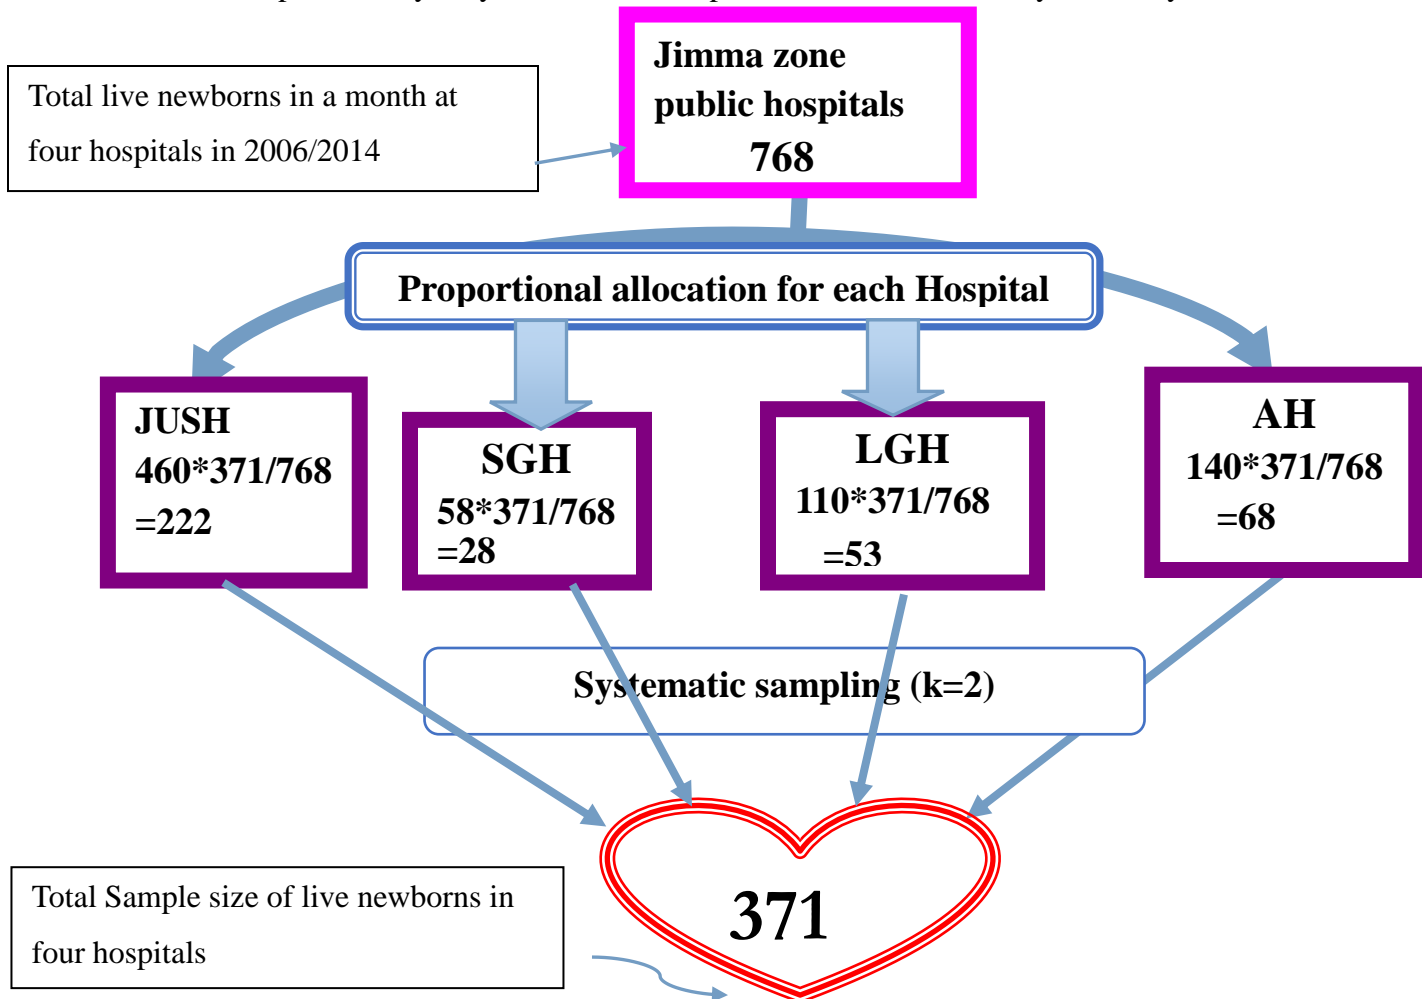 Jimma zone
public hospitals
768
Total live newborns in a month at
four hospitals in 2006/2014
Proportional allocation for each Hospital
JUSH
460*371/768
=222
SGH
58*371/768
=28
LGH
110*371/768
=53
AH
140*371/768
=68
Systematic sampling (k=2)
371
Total Sample size of live newborns in
four hospitals